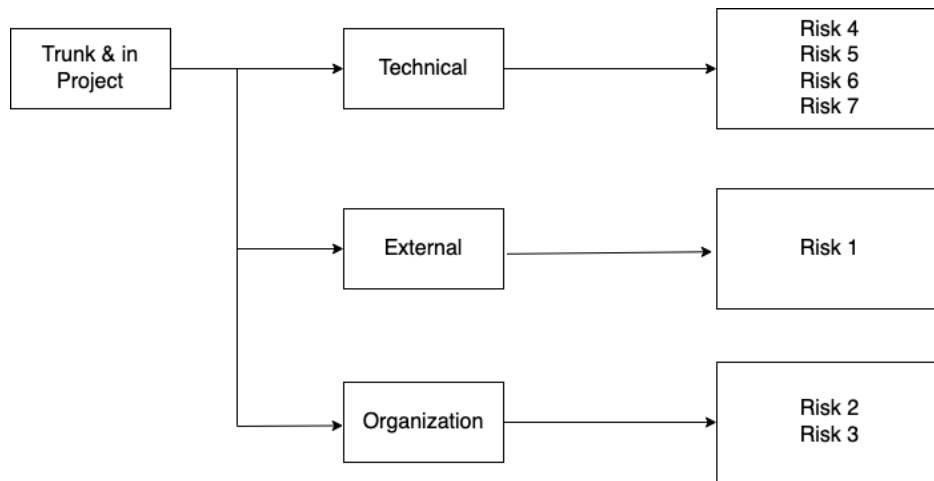 Trunk & in
Project
Technical
Risk 4
Risk 5
Risk 6
Risk 7
External
Risk 1
Organization
Risk 2
Risk 3